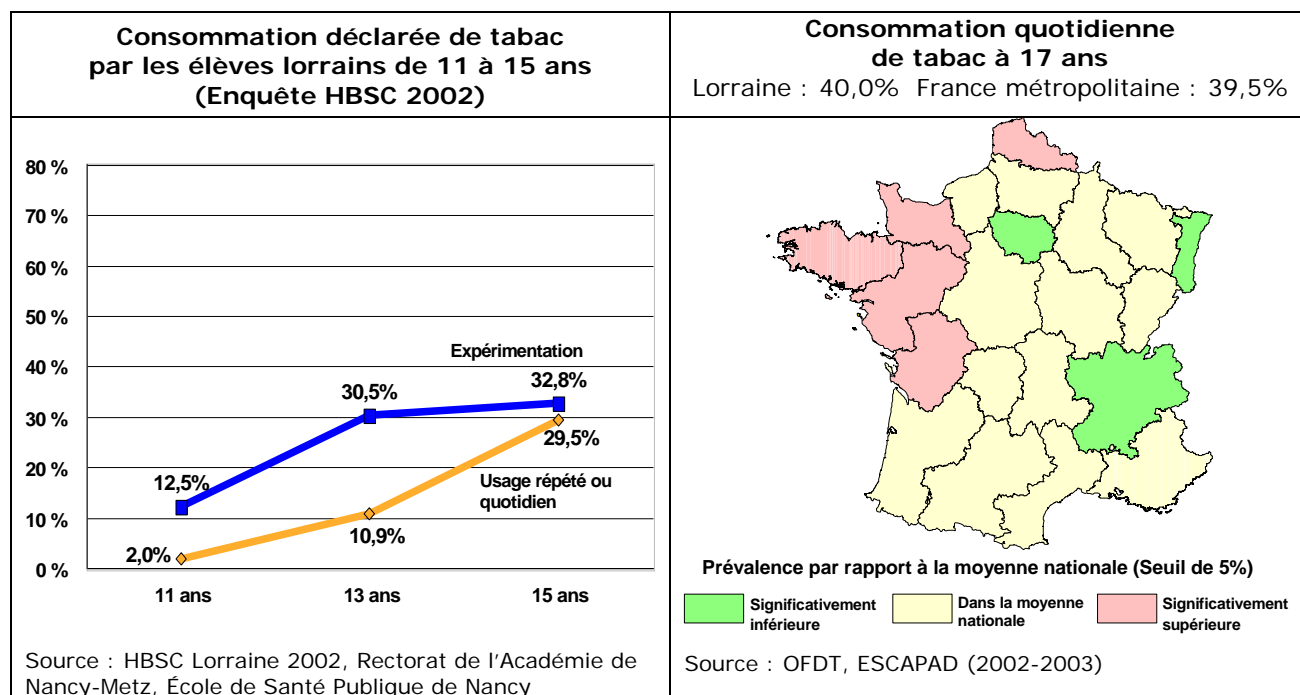 Consommation déclarée de tabac
par les élèves lorrains de 11 à 15 ans
(Enquête HBSC 2002)
80 %
70 %
60 %
50 %
40 %
30 %
20 %
10 %
0 %
Expérimentation
12,5%
30,5%
32,8%
29,5%
Usage répété ou
quotidien
2,0%
10,9%
11 ans
13 ans
15 ans
Source : HBSC Lorraine 2002, Rectorat de l'Académie de
Nancy-Metz, École de Santé Publique de Nancy
Consommation quotidienne
de tabac à 17 ans
Lorraine : 40,0% France métropolitaine : 39,5%
Prévalence par rapport à la moyenne nationale (Seuil de 5%)
Significativement
inférieure
Dans la moyenne
nationale
Significativement
supérieure
Source : OFDT, ESCAPAD (2002-2003)